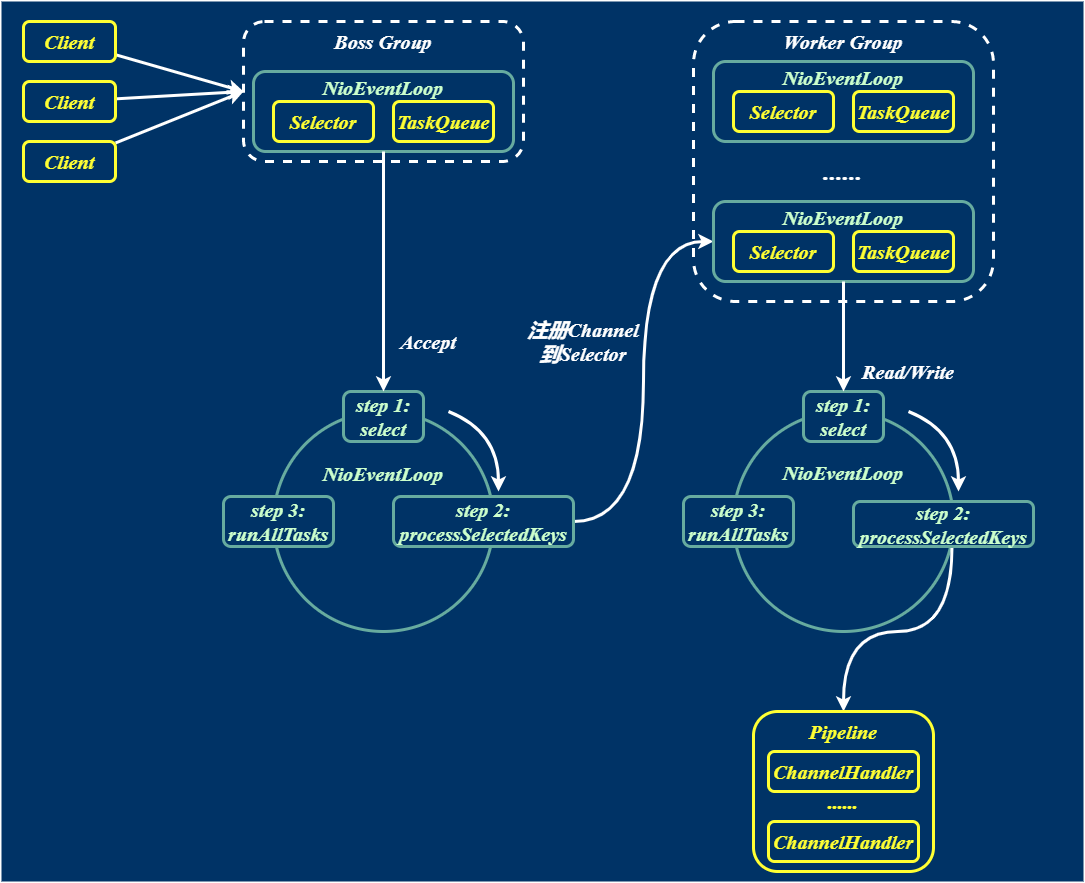 Client
Client
Client
Boss Group
NioEventLoop
Selector
TaskQueue
Accept
step 1:
select
NioEventLoop
step 2:
processSelectedKeys
step 3:
runAllTasks
注册Channel
到Selector
Worker Group
NioEventLoop
Selector
TaskQueue
......
NioEventLoop
Selector
TaskQueue
Read/Write
step 1:
select
NioEventLoop
step 2:
processSelectedKeys
step 3:
runAllTasks
Pipeline
ChannelHandler
......
ChannelHandler